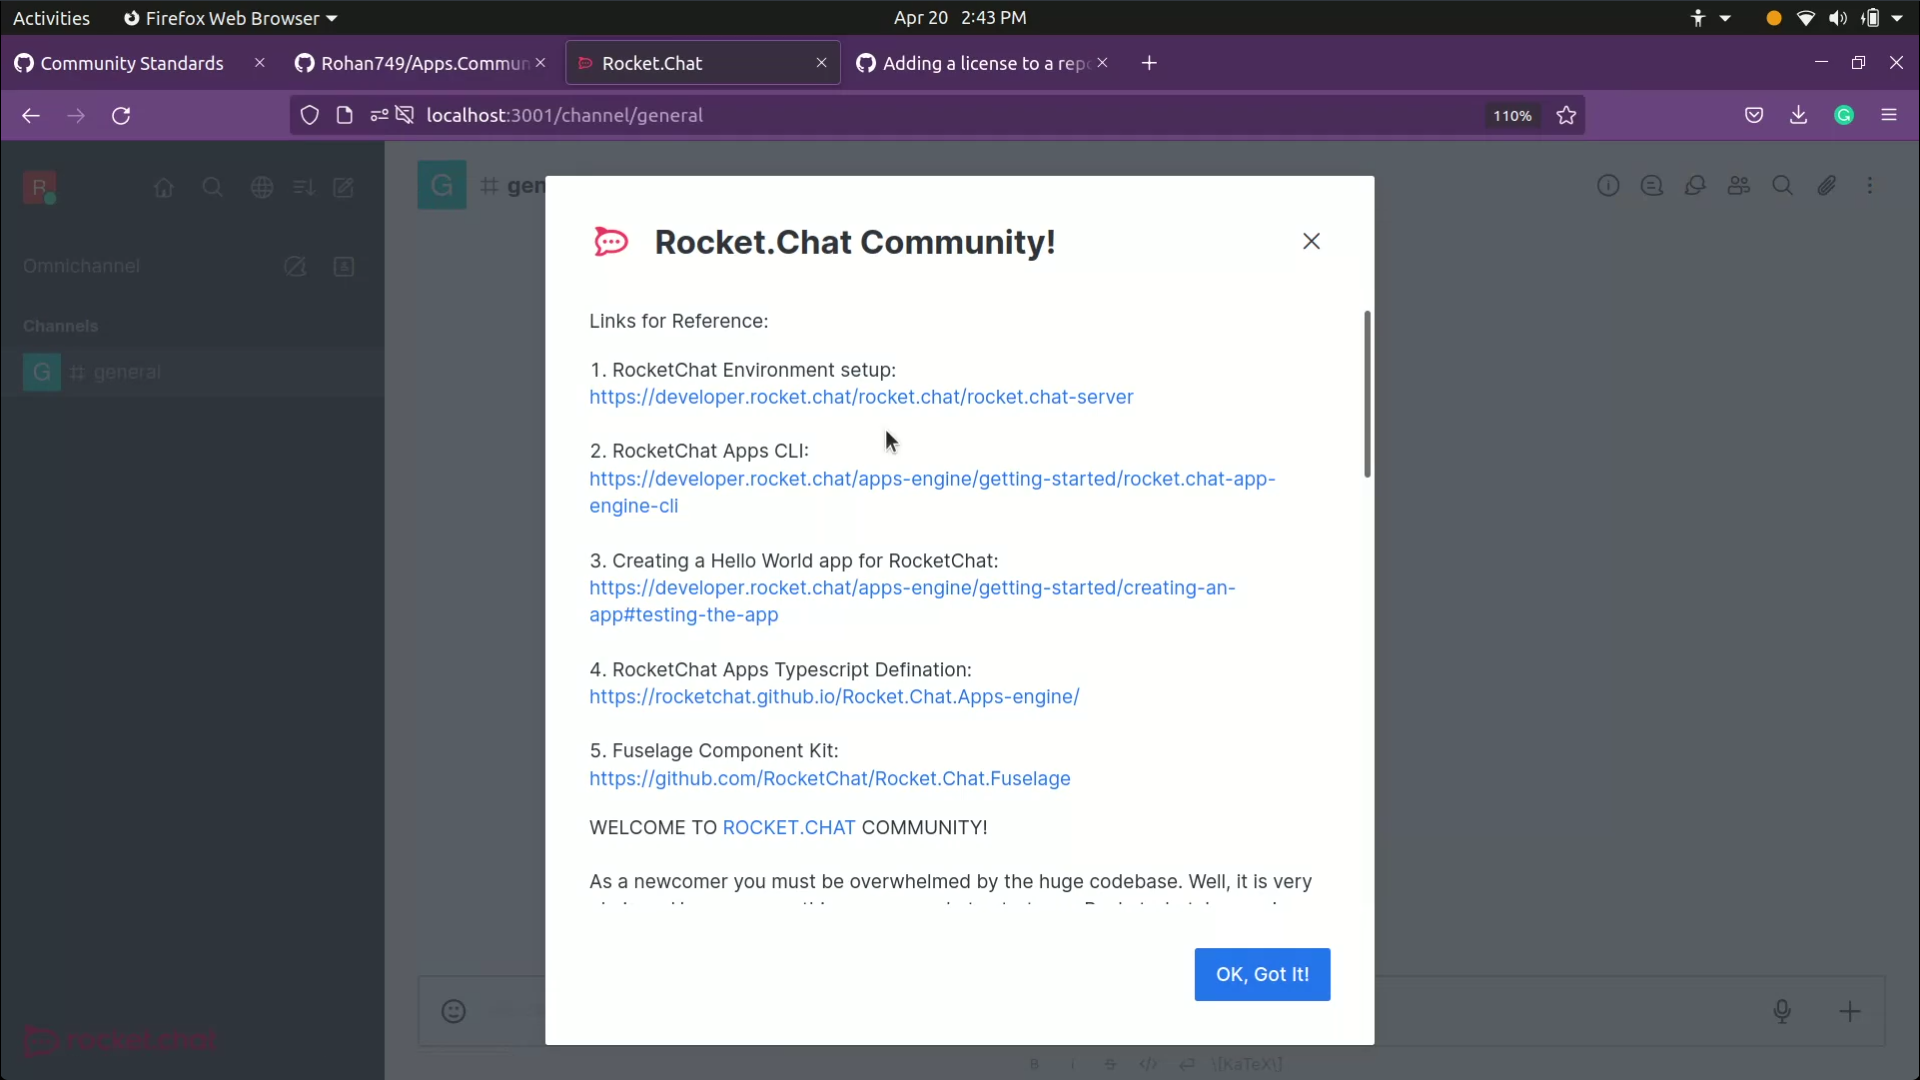 Activities Firefox Web Browser Apr 20 2:43 PM
Community Standards Rohan749/Apps.Commun Rocket.Chat Adding a license to a repo
localhost:3001/channel/general 110%
R
G # gen
Rocket.Chat Community!
Omnichannel
Channels
G # general
Links for Reference:
1. RocketChat Environment setup:
https://developer.rocket.chat/rocket.chat/rocket.chat-server
2. RocketChat Apps CLI:
https://developer.rocket.chat/apps-engine/getting-started/rocket.chat-app-
engine-cli
3. Creating a Hello World app for RocketChat:
https://developer.rocket.chat/apps-engine/getting-started/creating-an-
app#testing-the-app
4. RocketChat Apps Typescript Defination:
https://rocketchat.github.io/Rocket.Chat.Apps-engine/
5. Fuselage Component Kit:
https://github.com/RocketChat/Rocket.Chat.Fuselage
WELCOME TO ROCKET.CHAT COMMUNITY!
As a newcomer you must be overwhelmed by the huge codebase. Well, it is very
OK, Got It!
rocket.chat
B I S </> \[KaTeX\]